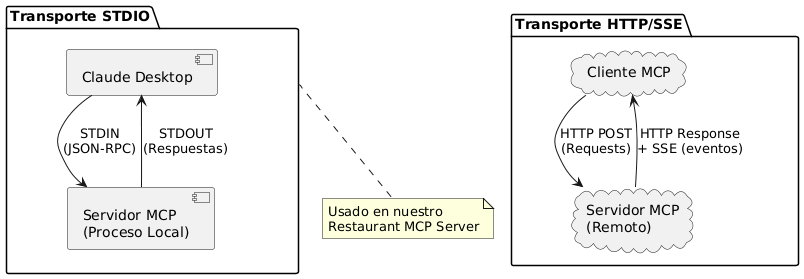 Transporte STDIO
Claude Desktop
STDIN
(JSON-RPC)
STDOUT
(Respuestas)
Servidor MCP
(Proceso Local)
Usado en nuestro
Restaurant MCP Server
Transporte HTTP/SSE
Cliente MCP
HTTP POST
(Requests)
HTTP Response
+ SSE (eventos)
Servidor MCP
(Remoto)